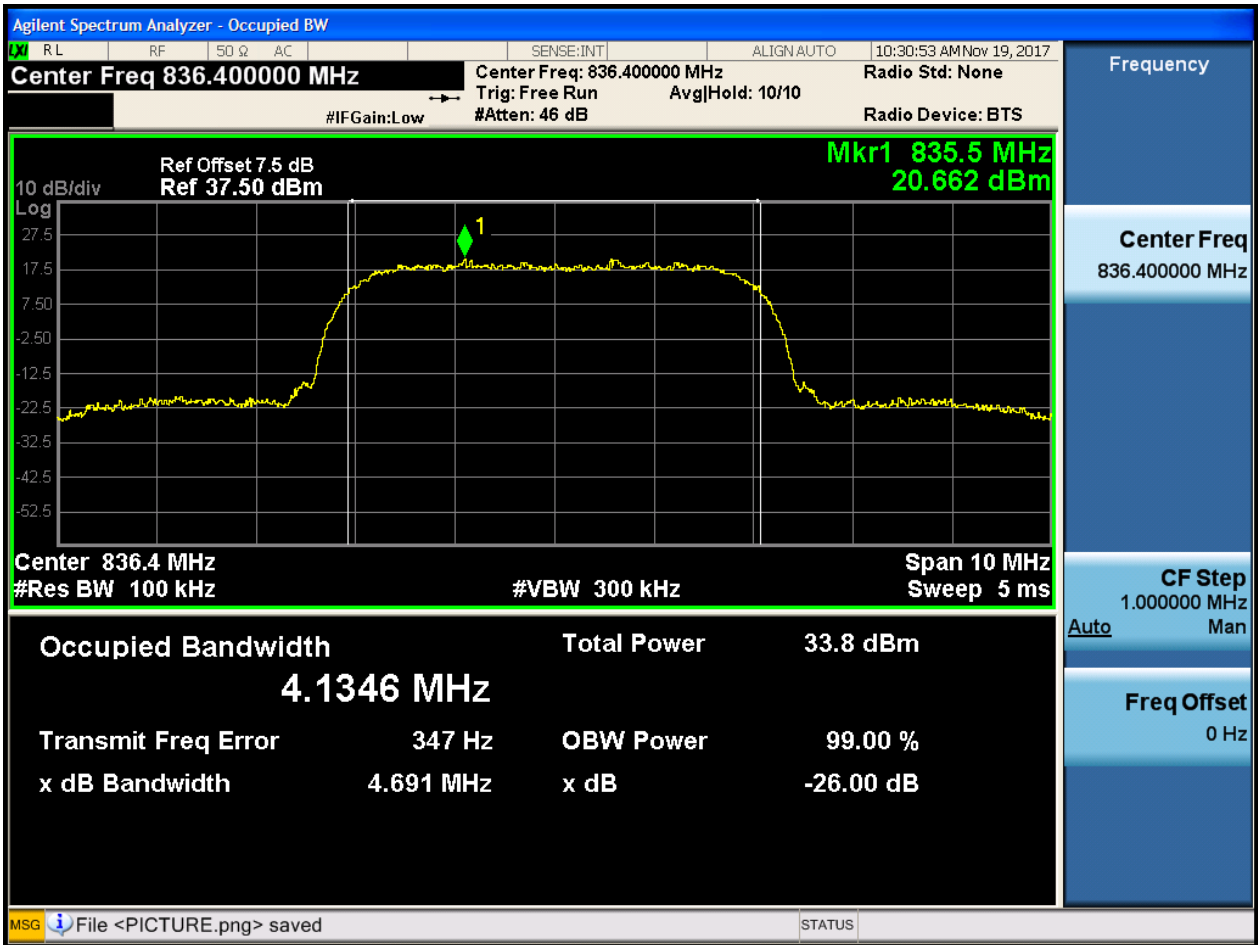 Agilent Spectrum Analyzer - Occupied BW
LXI RL RF 50 Ω AC SENSE:INT ALIGN AUTO 10:30:53 AM Nov 19, 2017
Center Freq 836.400000 MHz
Center Freq: 836.400000 MHz
Radio Std: None
Trig: Free Run Avg|Hold: 10/10
#IFGain:Low
#Atten: 46 dB
Radio Device: BTS
Frequency
Mkr1 835.5 MHz
20.662 dBm
Ref Offset 7.5 dB
10 dB/div Ref 37.50 dBm
Log
1
27.5
17.5
7.50
-2.50
-12.5
-22.5
-32.5
-42.5
-52.5
Center Freq
836.400000 MHz
Center 836.4 MHz Span 10 MHz
#Res BW 100 kHz #VBW 300 kHz Sweep 5 ms
CF Step
1.000000 MHz
Auto Man
Occupied Bandwidth Total Power 33.8 dBm
4.1346 MHz
Transmit Freq Error 347 Hz OBW Power 99.00 %
x dB Bandwidth 4.691 MHz x dB -26.00 dB
Freq Offset
0 Hz
MSG File <PICTURE.png> saved STATUS